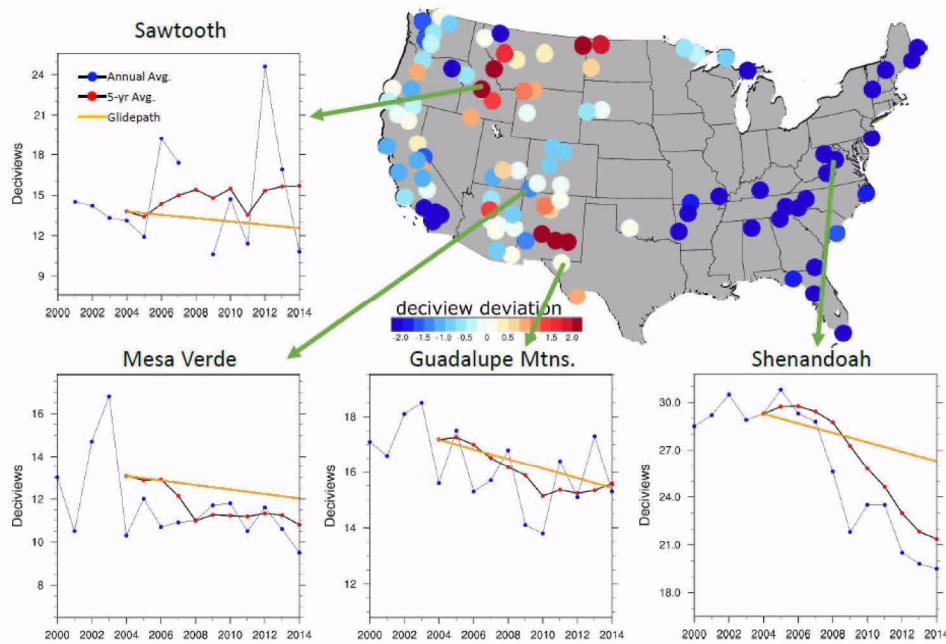 Sawtooth
24
21
18
15
12
9
Deciviews
Annual Avg.
5-yr Avg.
Glidepath
2000 2002 2004 2006 2008 2010 2012 2014
deciview deviation
-2.0 -1.5 -1.0 -0.5 0.0 0.5 1.0 1.5 2.0
Mesa Verde
16
14
12
10
8
Deciviews
2000 2002 2004 2006 2008 2010 2012 2014
Guadalupe Mtns.
18
16
14
12
Deciviews
2000 2002 2004 2006 2008 2010 2012 2014
Shenandoah
30.0
27.0
24.0
21.0
18.0
Deciviews
2000 2002 2004 2006 2008 2010 2012 2014